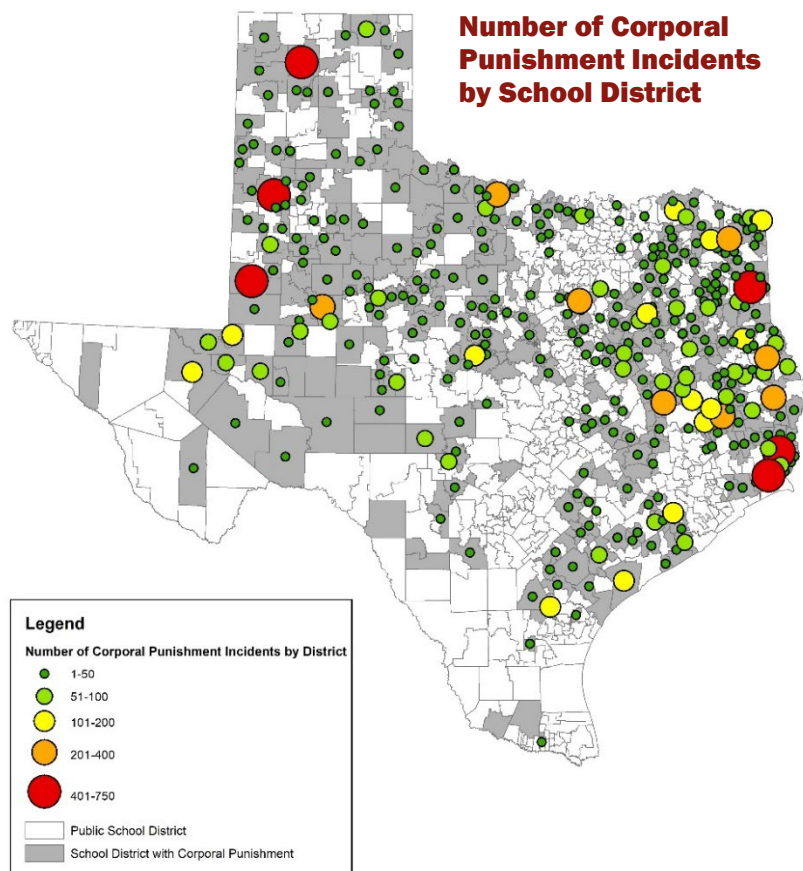 Number of Corporal
Punishment Incidents
by School District
Legend
Number of Corporal Punishment Incidents by District
1-50
51-100
101-200
201-400
401-750
Public School District
School District with Corporal Punishment